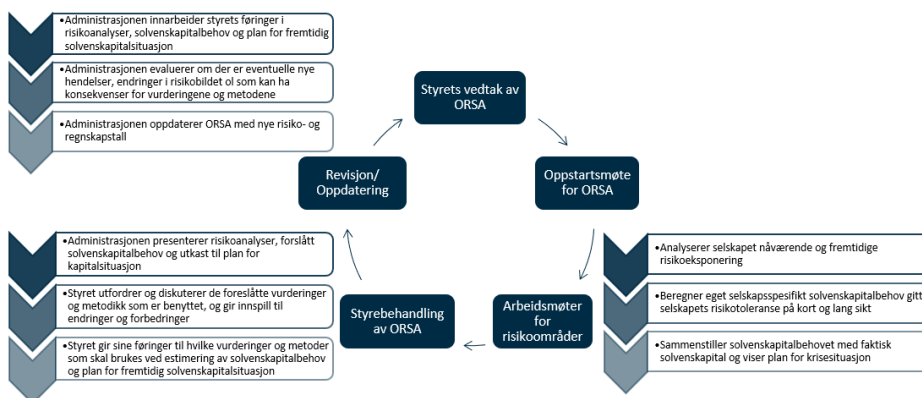 •Administrasjonen innarbeider styrets føringer i
risikoanalyser, solvenskapitalbehov og plan for fremtidig
solvenskapitalsituasjon
•Administrasjonen evaluerer om der er eventuelle nye
hendelser, endringer i risikobildet ol som kan ha
konsekvenser for vurderingene og metodene
•Administrasjonen oppdaterer ORSA med nye risiko- og
regnskapstall
Styrets vedtak av
ORSA
Oppstartsmøte
for ORSA
Arbeidsmøter
for
risikoområder
Styrebehandling
av ORSA
Revisjon/
Oppdatering
•Administrasjonen presenterer risikoanalyser, forslått
solvenskapitalbehov og utkast til plan for
kapitalsituasjon
•Styret utfordrer og diskuterer de foreslåtte vurderinger
og metodikk som er benyttet, og gir innspill til
endringer og forbedringer
•Styret gir sine føringer til hvilke vurderinger og metoder
som skal brukes ved estimering av solvenskapitalbehov
og plan for fremtidig solvenskapitalsituasjon
•Analyserer selskapet nåværende og fremtidige
risikoeksponering
•Beregner eget selskapsspesifikt solvenskapitalbehov gitt
selskapets risikotoleranse på kort og lang sikt
•Sammenstiller solvenskapitalbehovet med faktisk
solvenskapital og viser plan for krisesituasjon